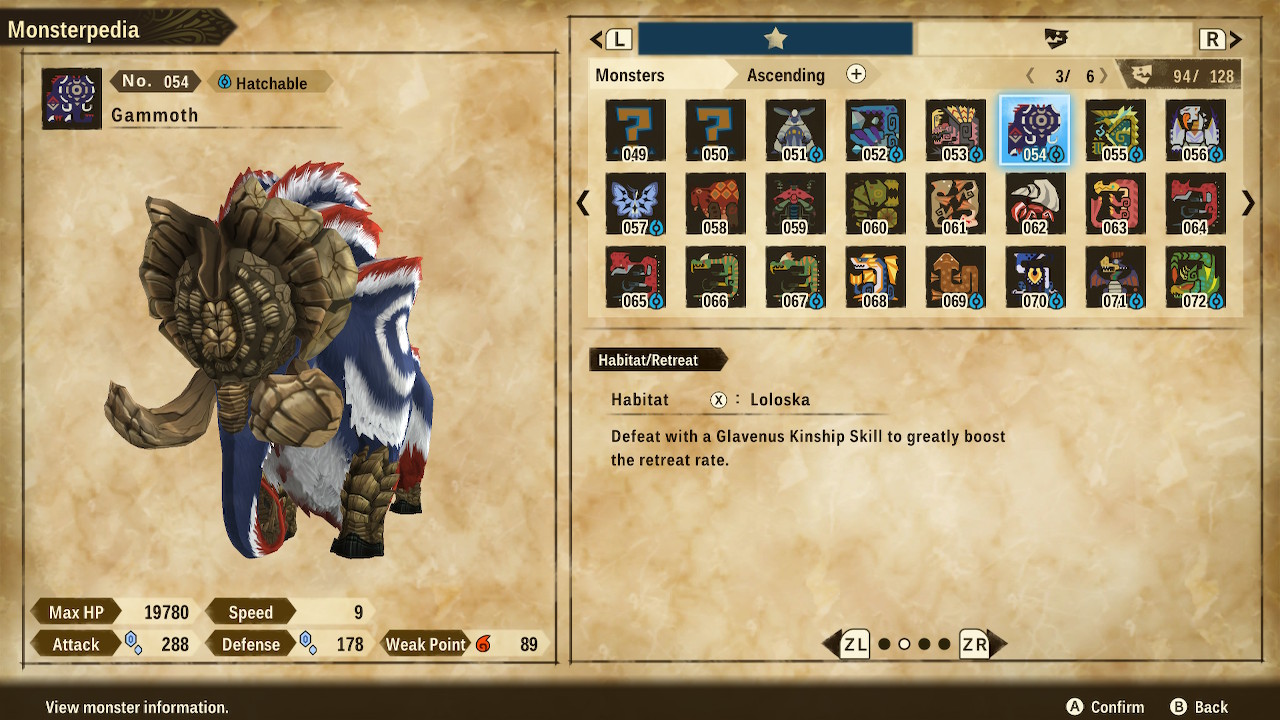 Monsterpedia
No. 054
Hatchable
Gammoth
Max HP 19780 Speed 9
Attack 288 Defense 178 Weak Point 89
View monster information.
L R
Monsters Ascending 3/ 6 94/ 128
? ?
049 050 051 052 053 054 055 056
057 058 059 060 061 062 063 064
065 066 067 068 069 070 071 072
Habitat/Retreat
Habitat X : Loloska
Defeat with a Glavenus Kinship Skill to greatly boost
the retreat rate.
ZL ZR
A Confirm B Back